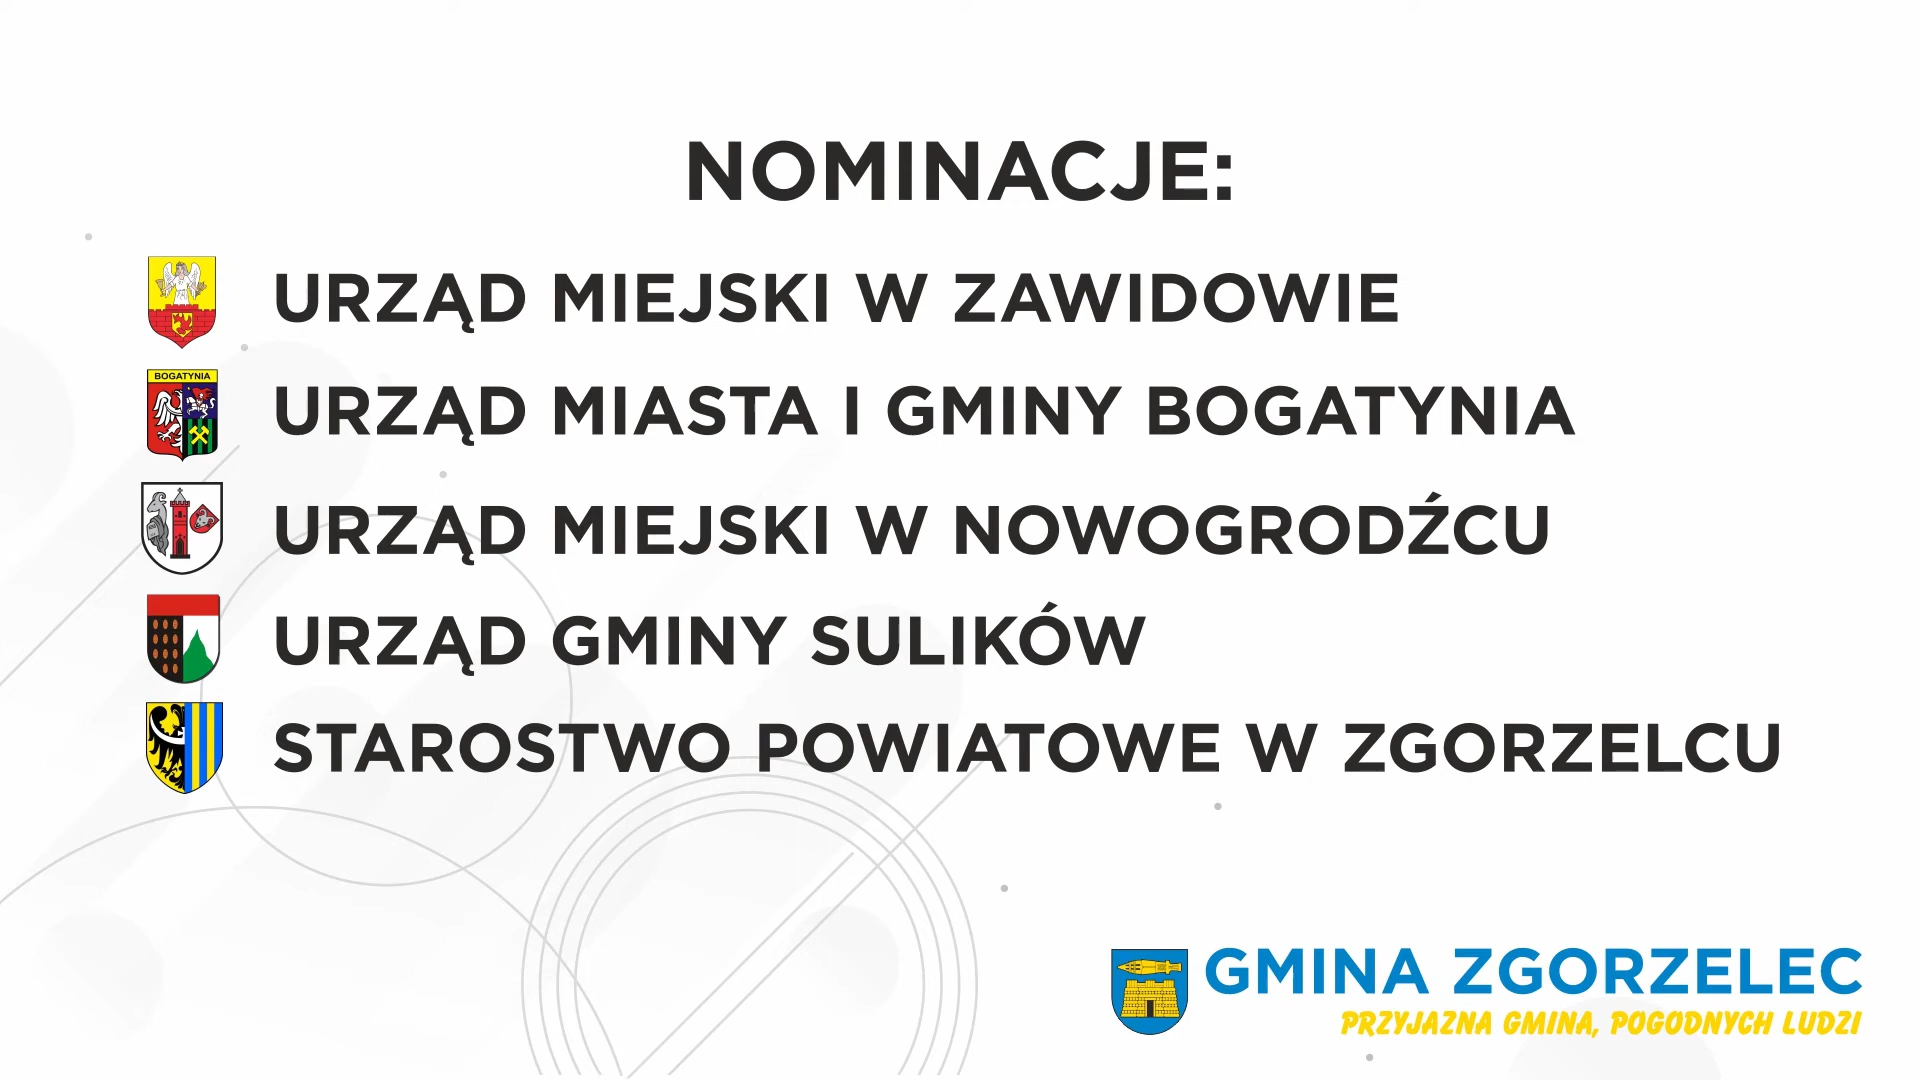 NOMINACJE:
URZĄD MIEJSKI W ZAWIDOWIE
BOGATYNIA
URZĄD MIASTA I GMINY BOGATYNIA
URZĄD MIEJSKI W NOWOGRODŹCU
URZĄD GMINY SULIKÓW
STAROSTWO POWIATOWE W ZGORZELCU
GMINA ZGORZELEC
PRZYJAZNA GMINA, POGODNYCH LUDZI